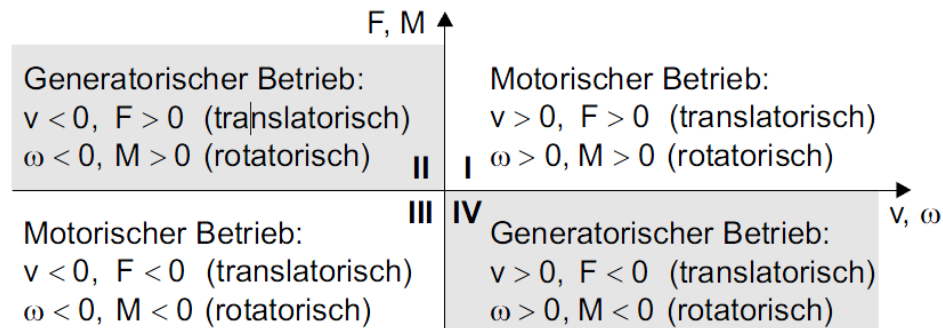 F, M
Generatorischer Betrieb:
v < 0, F > 0 (translatorisch)
ω < 0, M > 0 (rotatorisch)
II
Motorischer Betrieb:
v > 0, F > 0 (translatorisch)
ω > 0, M > 0 (rotatorisch)
I
v, ω
III
Motorischer Betrieb:
v < 0, F < 0 (translatorisch)
ω < 0, M < 0 (rotatorisch)
IV
Generatorischer Betrieb:
v > 0, F < 0 (translatorisch)
ω > 0, M < 0 (rotatorisch)